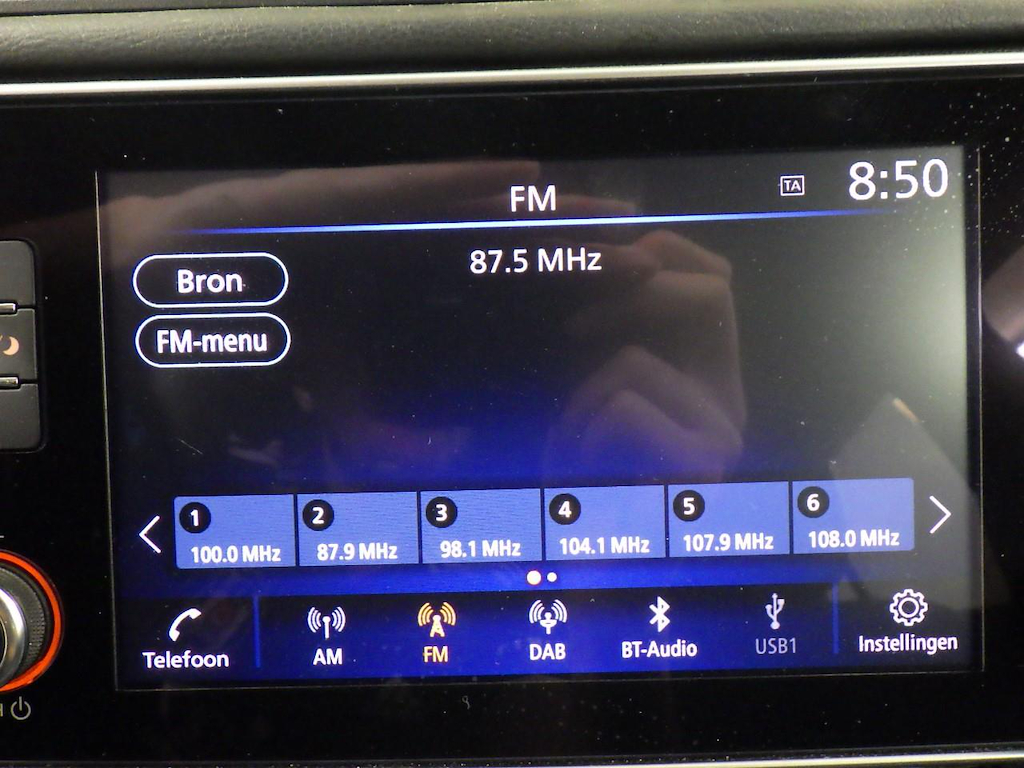 FM
TA
8:50
87.5 MHz
Bron
FM-menu
1 2 3 4 5 6
100.0 MHz 87.9 MHz 98.1 MHz 104.1 MHz 107.9 MHz 108.0 MHz
Telefoon AM FM DAB BT-Audio USB1 Instellingen